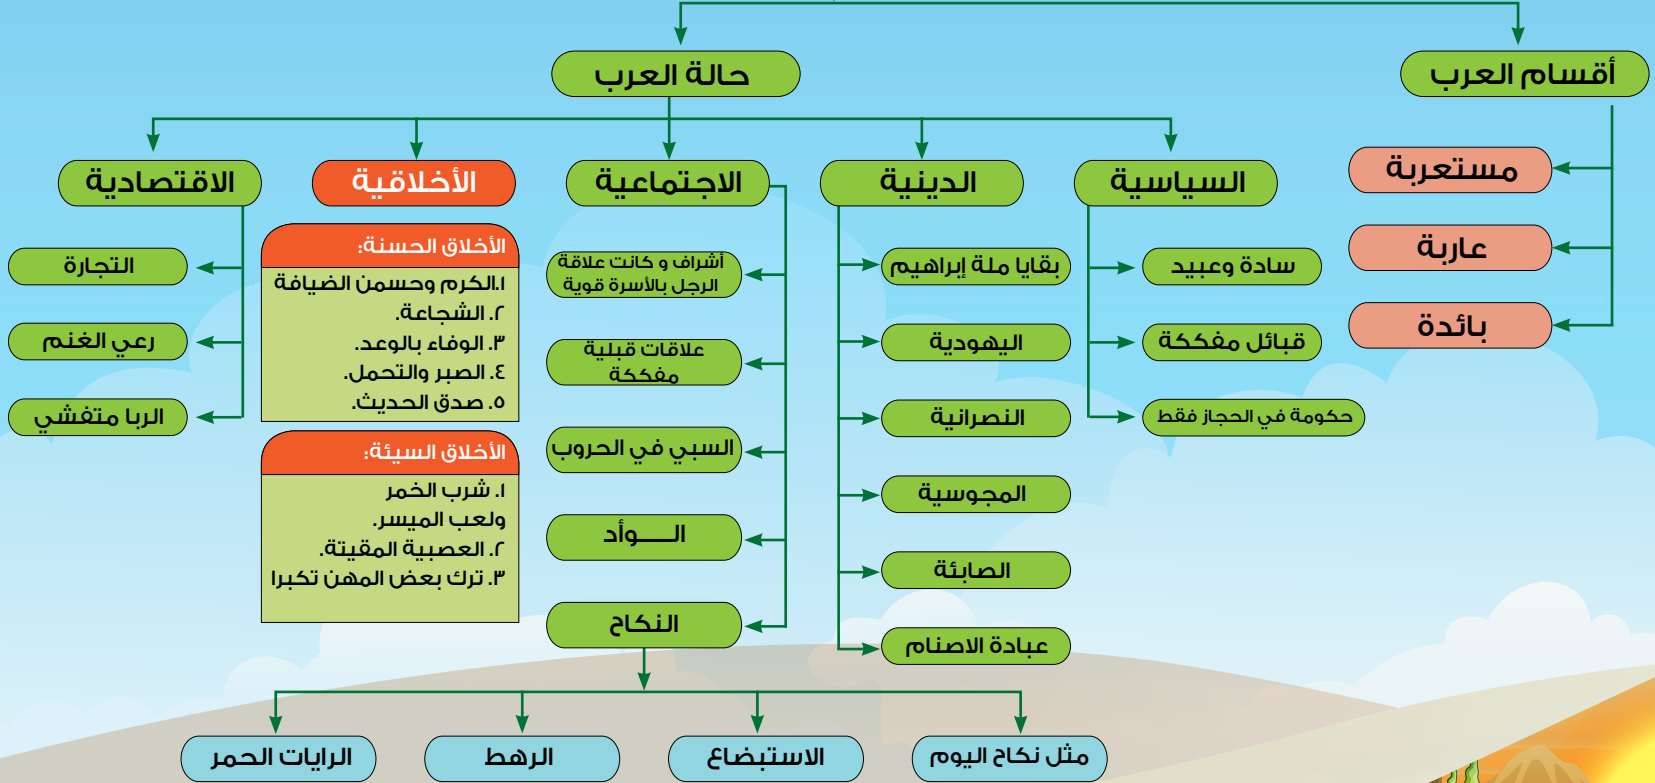 أقسام العرب
مستعربة
عاربة
بائدة
حالة العرب
السياسية
سادة وعبيد
قبائل مفككة
حكومة في الحجاز فقط
الدينية
بقايا ملة إبراهيم
اليهودية
النصرانية
المجوسية
الصابئة
عبادة الاصنام
الاجتماعية
أشراف و كانت علاقة
الرجل بالأسرة قوية
علاقات قبلية
مفككة
السبي في الحروب
الـــــوأد
النكاح
مثل نكاح اليوم
الاستبضاع
الرهط
الرايات الحمر
الأخلاقية
الأخلاق الحسنة:
١.الكرم وحسمن الضيافة
٢. الشجاعة.
٣. الوفاء بالوعد.
٤. الصبر والتحمل.
٥. صدق الحديث.
الأخلاق السيئة:
١. شرب الخمر
ولعب الميسر.
٢. العصبية المقيتة.
٣. ترك بعض المهن تكبرا
الاقتصادية
التجارة
رعي الغنم
الربا متفشي